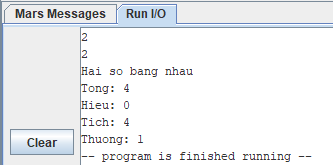 Mars Messages Run I/O
2
2
Hai so bang nhau
Tong: 4
Hieu: 0
Tich: 4
Thuong: 1
-- program is finished running --
Clear